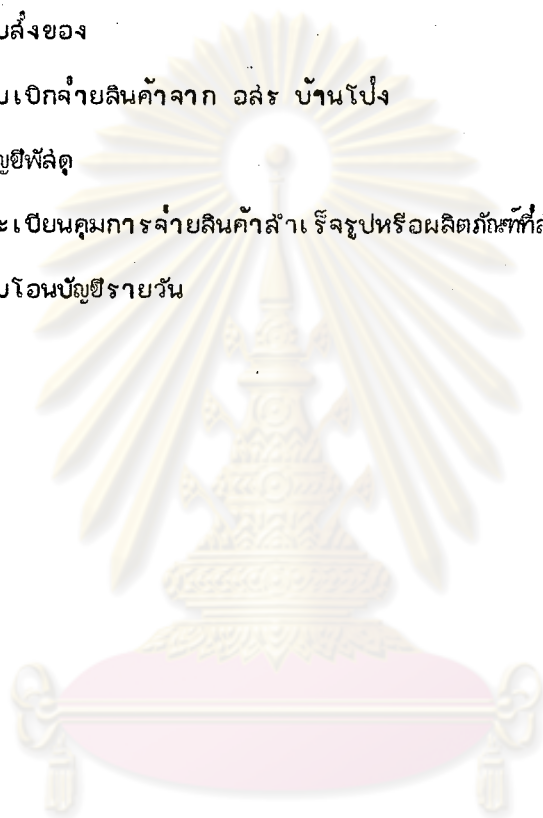 บสั่งของ
บเบิกจ่ายสินค้าจาก อสร บ้านโป่ง
ญชีพัสดุ
ะเบียนคุมการจ่ายสินค้าสำเร็จรูปหรือผลิตภัณฑ์ที่
บโอนบัญชีรายวัน